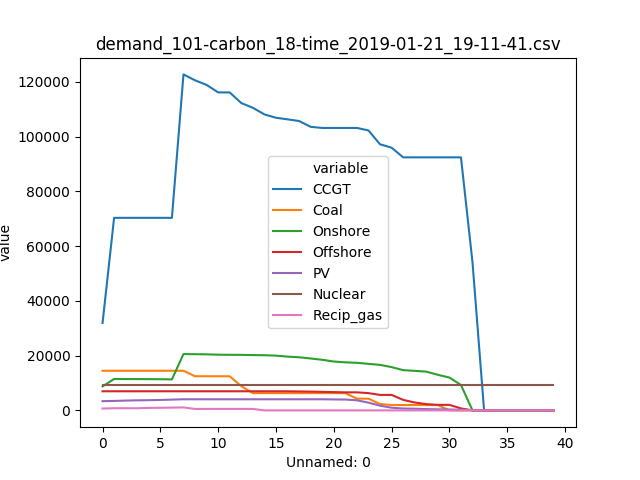 demand_101-carbon_18-time_2019-01-21_19-11-41.csv
120000
100000
80000
60000
40000
20000
0
value
variable
CCGT
Coal
Onshore
Offshore
PV
Nuclear
Recip_gas
0 5 10 15 20 25 30 35 40
Unnamed: 0